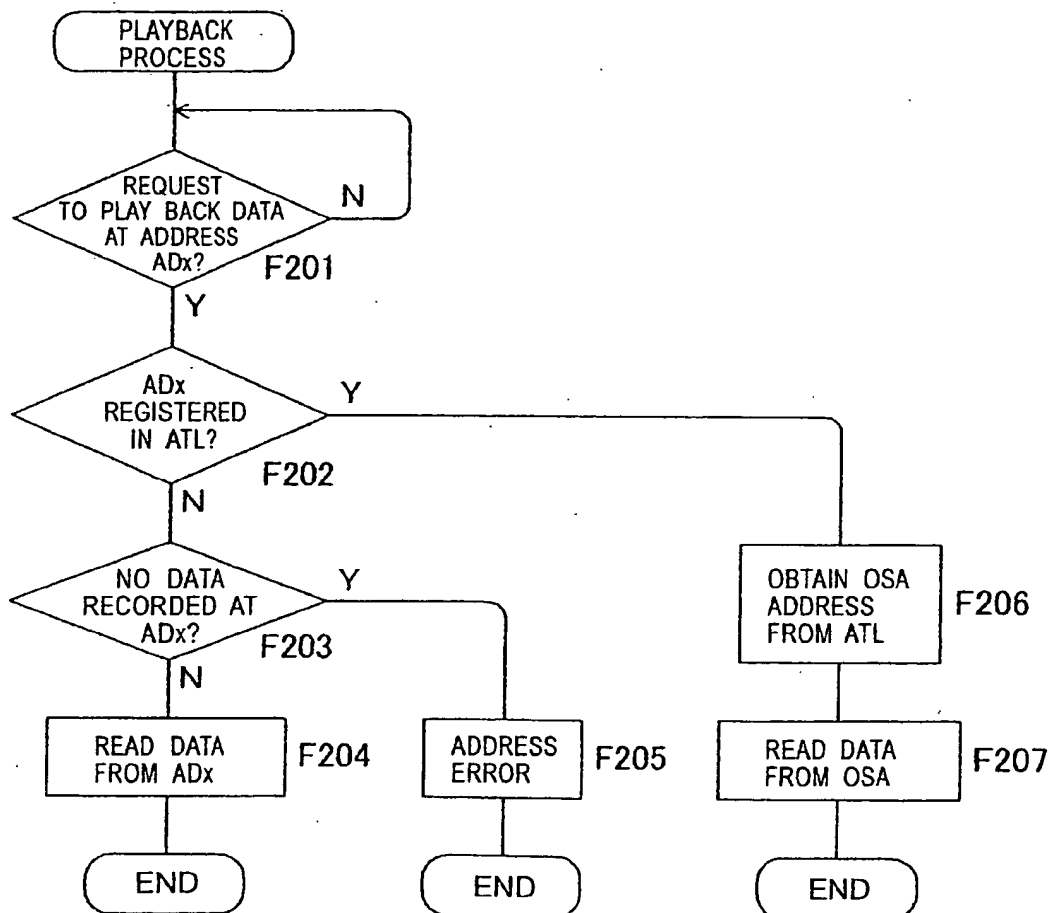 PLAYBACK
PROCESS
REQUEST
TO PLAY BACK DATA
AT ADDRESS
ADx?
N
F201
Y
ADx
REGISTERED
IN ATL?
Y
F202
N
NO DATA
RECORDED AT
ADx?
Y
F203
N
OBTAIN OSA
ADDRESS
FROM ATL
F206
READ DATA
FROM ADx
F204
ADDRESS
ERROR
F205
READ DATA
FROM OSA
F207
END
END
END